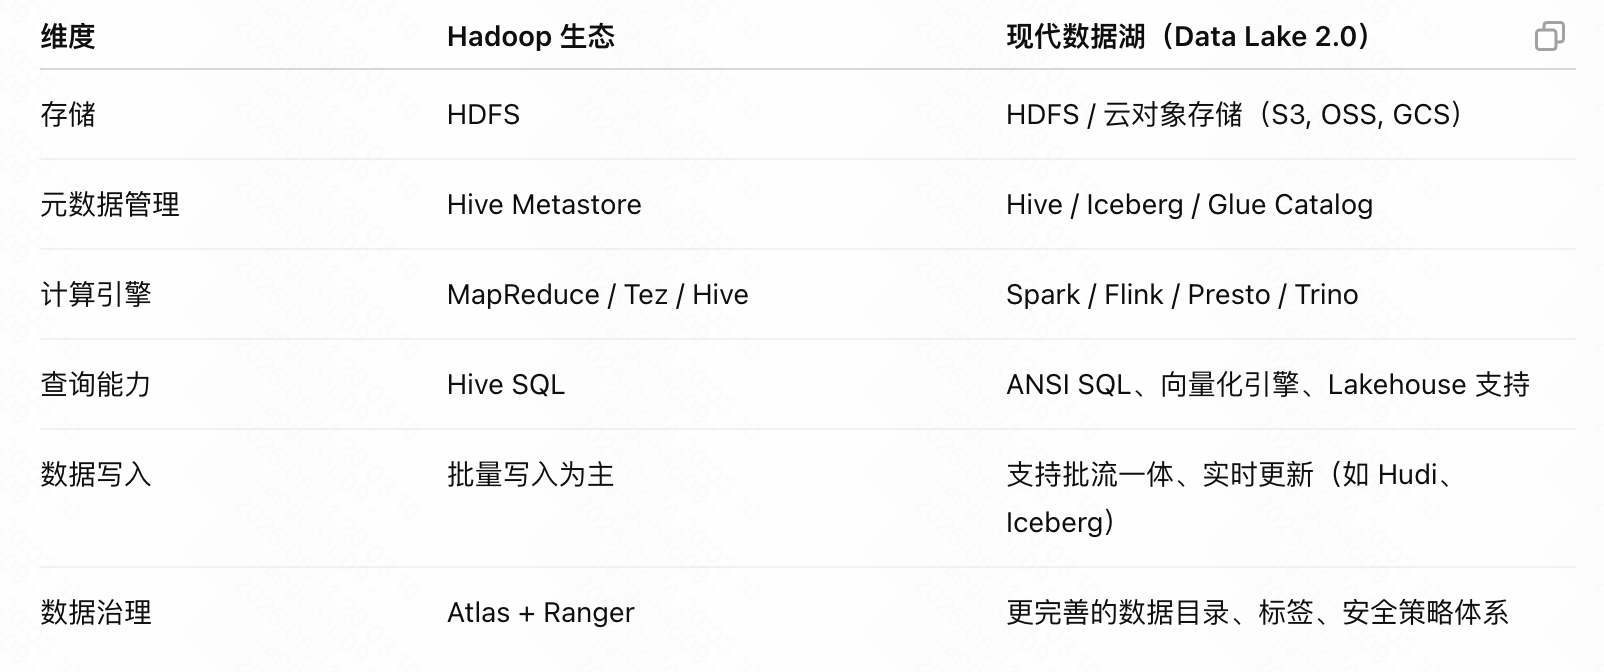 维度 Hadoop 生态 现代数据湖（Data Lake 2.0）
存储 HDFS HDFS / 云对象存储（S3, OSS, GCS）
元数据管理 Hive Metastore Hive / Iceberg / Glue Catalog
计算引擎 MapReduce / Tez / Hive Spark / Flink / Presto / Trino
查询能力 Hive SQL ANSI SQL、向量化引擎、Lakehouse 支持
数据写入 批量写入为主 支持批流一体、实时更新（如 Hudi、
Iceberg）
数据治理 Atlas + Ranger 更完善的数据目录、标签、安全策略体系